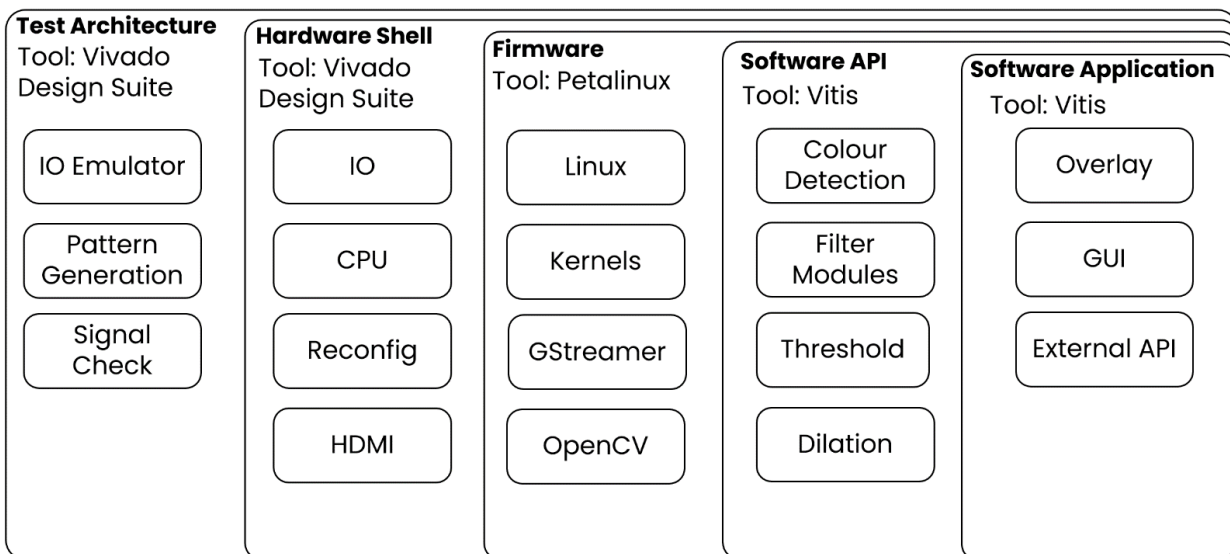 Test Architecture
Tool: Vivado
Design Suite
IO Emulator
Pattern
Generation
Signal
Check
Hardware Shell
Tool: Vivado
Design Suite
IO
CPU
Reconfig
HDMI
Firmware
Tool: Petalinux
Linux
Kernels
GStreamer
OpenCV
Software API
Tool: Vitis
Colour
Detection
Filter
Modules
Threshold
Dilation
Software Application
Tool: Vitis
Overlay
GUI
External API